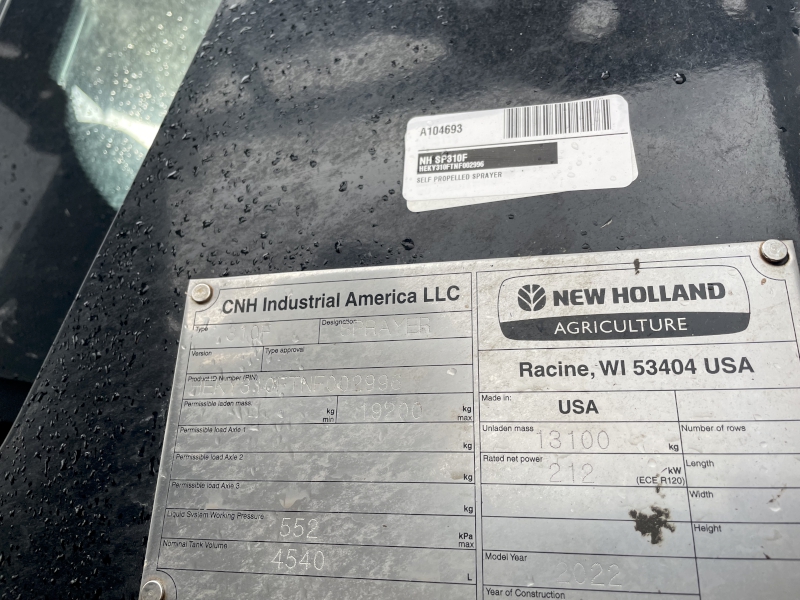 A104693
NH SP310F
HEKY310FTNF002996
SELF PROPELLED SPRAYER
CNH Industrial America LLC
NEW HOLLAND
AGRICULTURE
Type
Designation
SPRAYER
Version
Type approval
Racine, WI 53404 USA
Product ID Number (PIN)
Permissible laden mass
kg
min
19200
kg
max
Made in:
USA
Permissible load Axle 1
kg
Unladen mass
13100
kg
Number of rows
Permissible load Axle 2
kg
Rated net power
212
kW
(ECE R120)
Length
Permissible load Axle 3
kg
Width
Liquid System Working Pressure
552
kPa
max
Height
Nominal Tank Volume
4540
L
Model Year
2022
Year of Construction